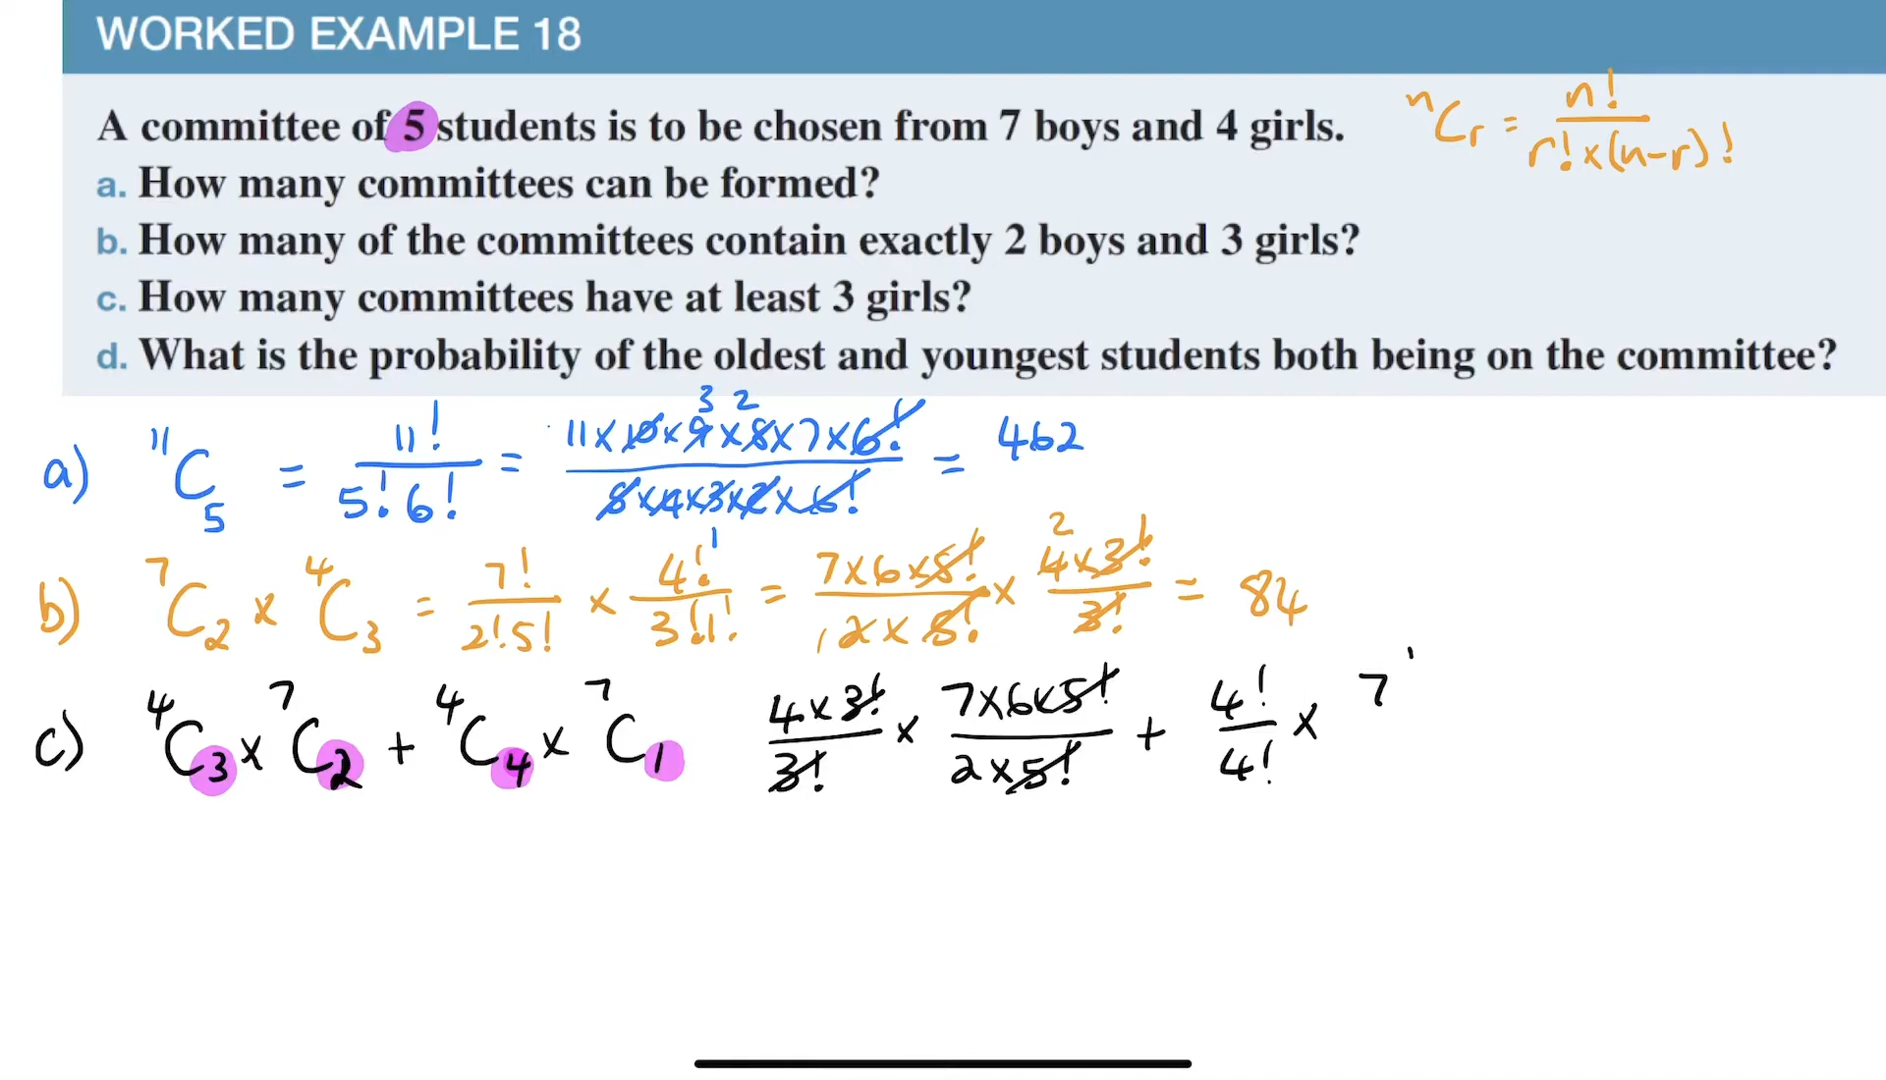 WORKED EXAMPLE 18
A committee of 5 students is to be chosen from 7 boys and 4 girls.
ⁿCᵣ = n! / r! × (n-r)!
a. How many committees can be formed?
b. How many of the committees contain exactly 2 boys and 3 girls?
c. How many committees have at least 3 girls?
d. What is the probability of the oldest and youngest students both being on the committee?
a) ¹¹C₅ = 11! / 5! 6! = 11 × 10 × 9 3 × 8 2 × 7 × 6! / 5 × 4 × 3 × 2 × 6! = 462
b) ⁷C₂ × ⁴C₃ = 7! / 2! 5! × 4! / 3! 1! = 7 × 6 × 5! / 1 2 × 5! × 2 4 × 3! / 3! = 84
c) ⁴C₃ × ⁷C₂ + ⁴C₄ × ⁷C₁ 4 × 3! / 3! × 7 × 6 × 5! / 2 × 5! + 4! / 4! × 7